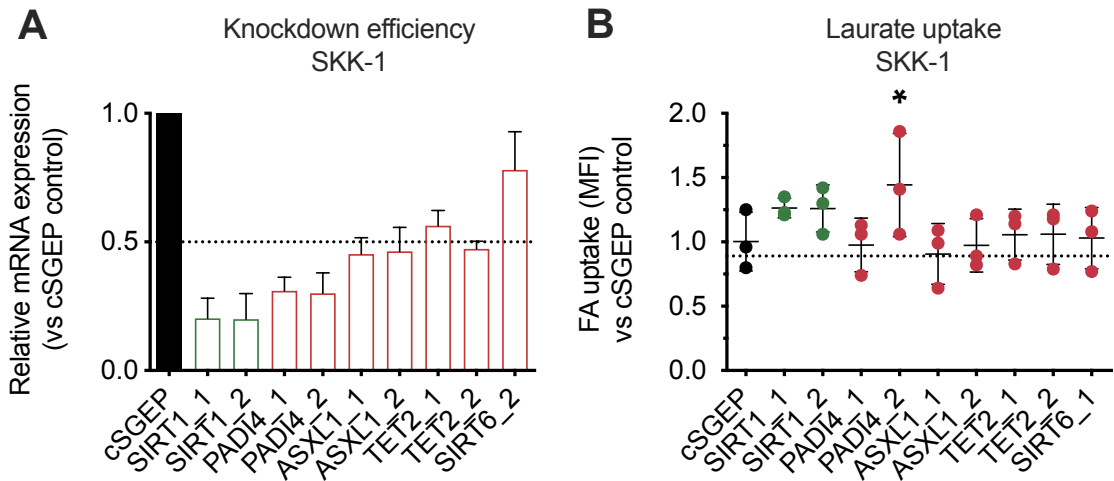 A
Knockdown efficiency
SKK-1
Relative mRNA expression
(vs cSGEP control)
1.0
0.5
0.0
cSGEP
SIRT1_1
SIRT1_2
PADI4_1
PADI4_2
ASXL1_1
ASXL1_2
TET2_1
TET2_2
SIRT6_2
B
Laurate uptake
SKK-1
FA uptake (MFI)
vs cSGEP control
2.0
1.5
1.0
0.5
0.0
*
cSGEP
SIRT1_1
SIRT1_2
PADI4_1
PADI4_2
ASXL1_1
ASXL1_2
TET2_1
TET2_2
SIRT6_1